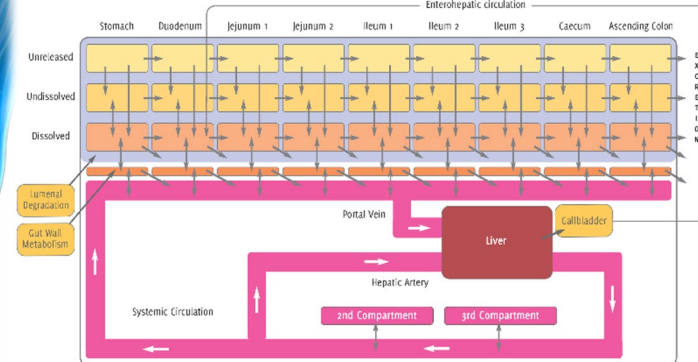 Enterohepatic circulation
Stomach Duodenum Jejunum 1 Jejunum 2 Ileum 1 Ileum 2 Ileum 3 Caecum Ascending Colon
Unreleased
Undissolved
Dissolved
EXCRETION
Lumenal
Degradation
Gut Wall
Metabolism
Portal Vein
Gallbladder
Liver
Hepatic Artery
Systemic Circulation
2nd Compartment
3rd Compartment